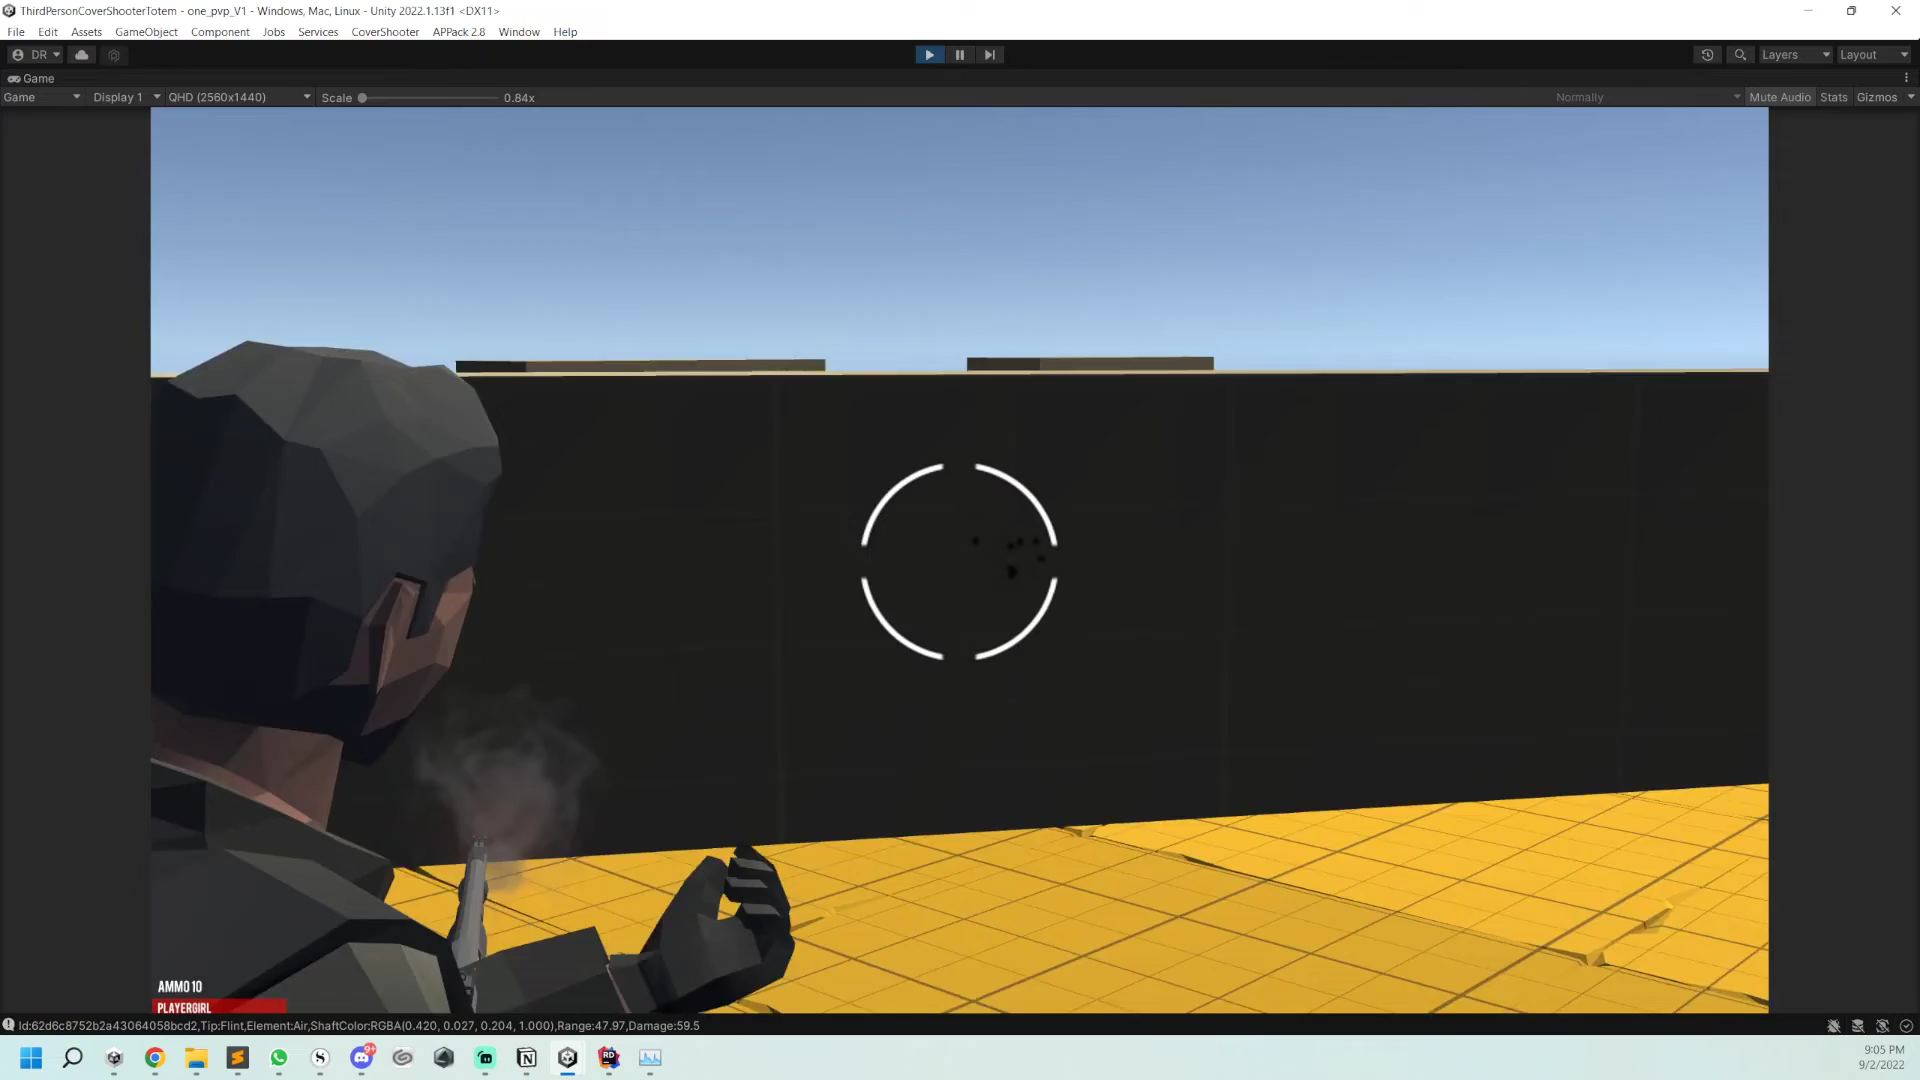 ThirdPersonCoverShooterTotem - one_pvp_V1 - Windows, Mac, Linux - Unity 2022.1.13f1 <DX11>
File Edit Assets GameObject Component Jobs Services CoverShooter APPack 2.8 Window Help
DR Layers Layout
Game
Game Display 1 QHD (2560x1440) Scale 0.84x Normally Mute Audio Stats Gizmos
AMMO 10
PLAYERGIRL
Id:62d6c8752b2a43064058bcd2,Tip:Flint,Element:Air,ShaftColor:RGBA(0.420, 0.027, 0.204, 1.000),Range:47.97,Damage:59.5
9+
RD
9:05 PM
9/2/2022